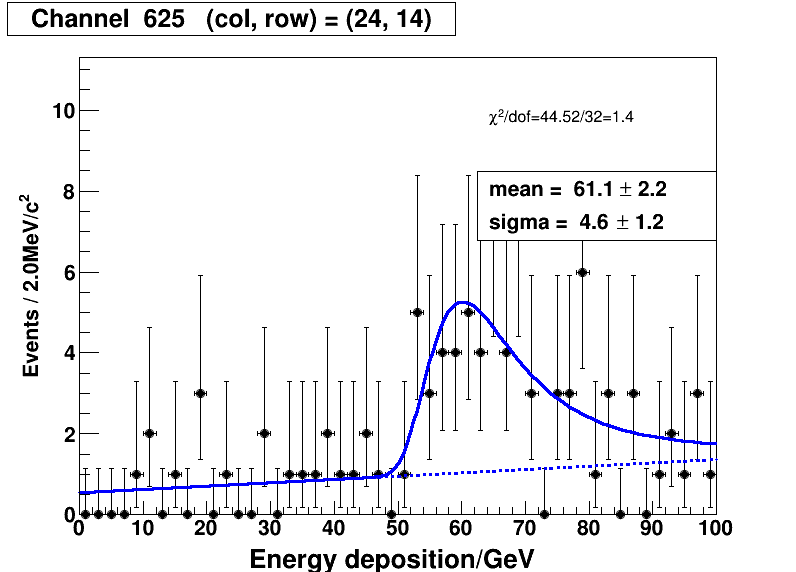 Channel 625 (col, row) = (24, 14)
χ²/dof=44.52/32=1.4
mean = 61.1 ± 2.2
sigma = 4.6 ± 1.2
Events / 2.0MeV/c²
10
8
6
4
2
0
0 10 20 30 40 50 60 70 80 90 100
Energy deposition/GeV